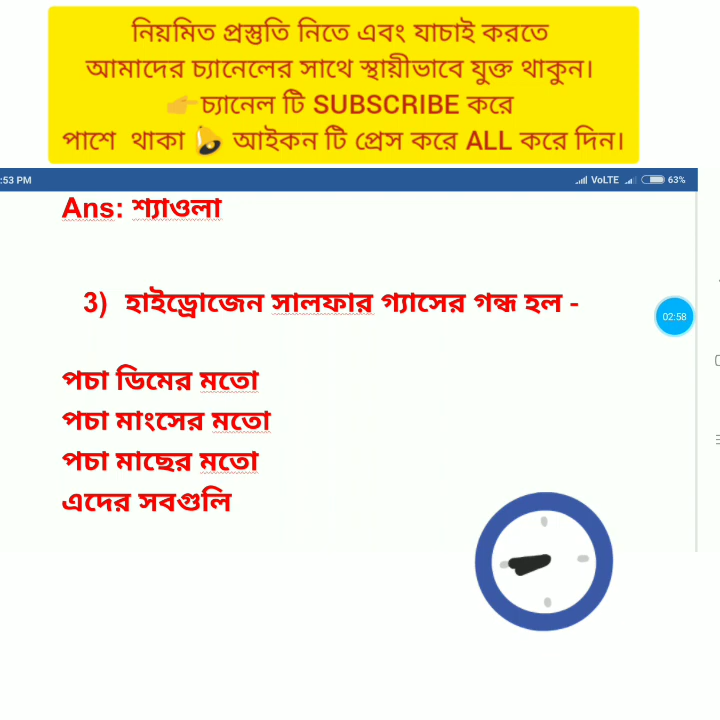 নিয়মিত প্রস্তুতি নিতে এবং যাচাই করতে
আমাদের চ্যানেলের সাথে স্থায়ীভাবে যুক্ত থাকুন।
👉চ্যানেল টি SUBSCRIBE করে
পাশে থাকা 🔔 আইকন টি প্রেস করে ALL করে দিন।
:53 PM VoLTE 63%
Ans: শ্যাওলা
3) হাইড্রোজেন সালফার গ্যাসের গন্ধ হল -
02:58
পচা ডিমের মতো
পচা মাংসের মতো
পচা মাছের মতো
এদের সবগুলি